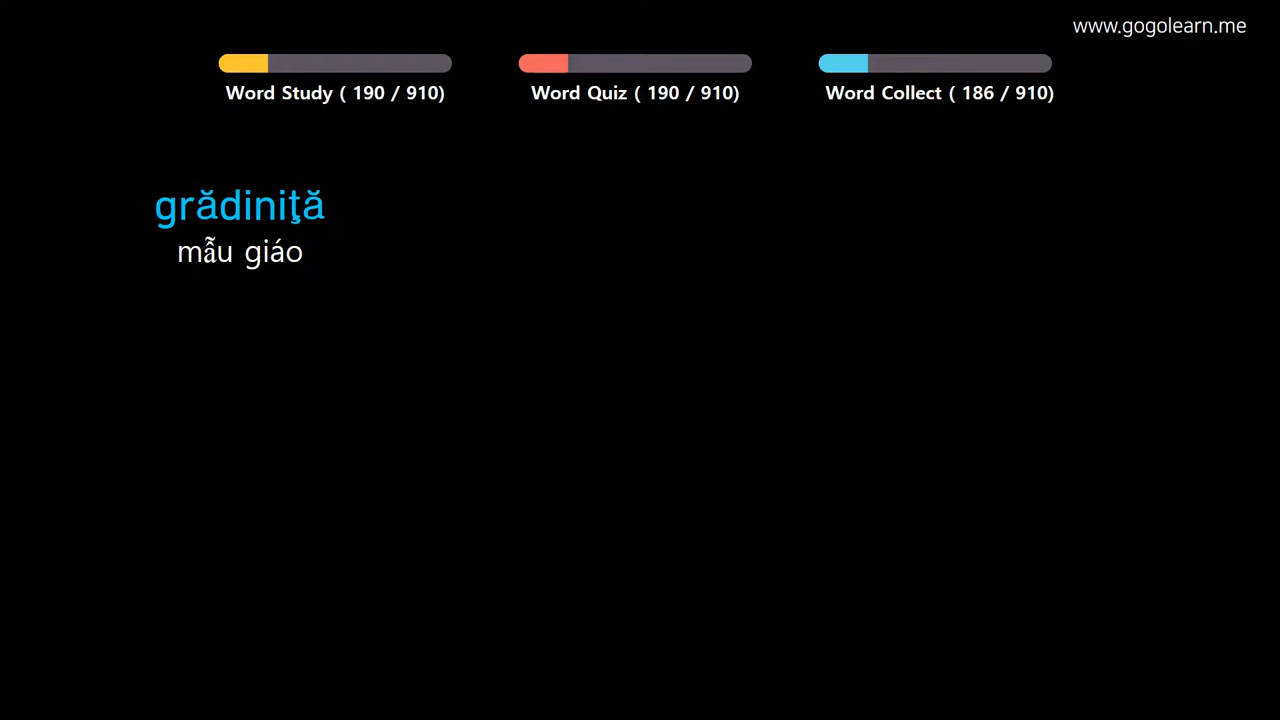 www.gogolearn.me
Word Study ( 190 / 910)
Word Quiz ( 190 / 910)
Word Collect ( 186 / 910)
grădiniţă
mẫu giáo